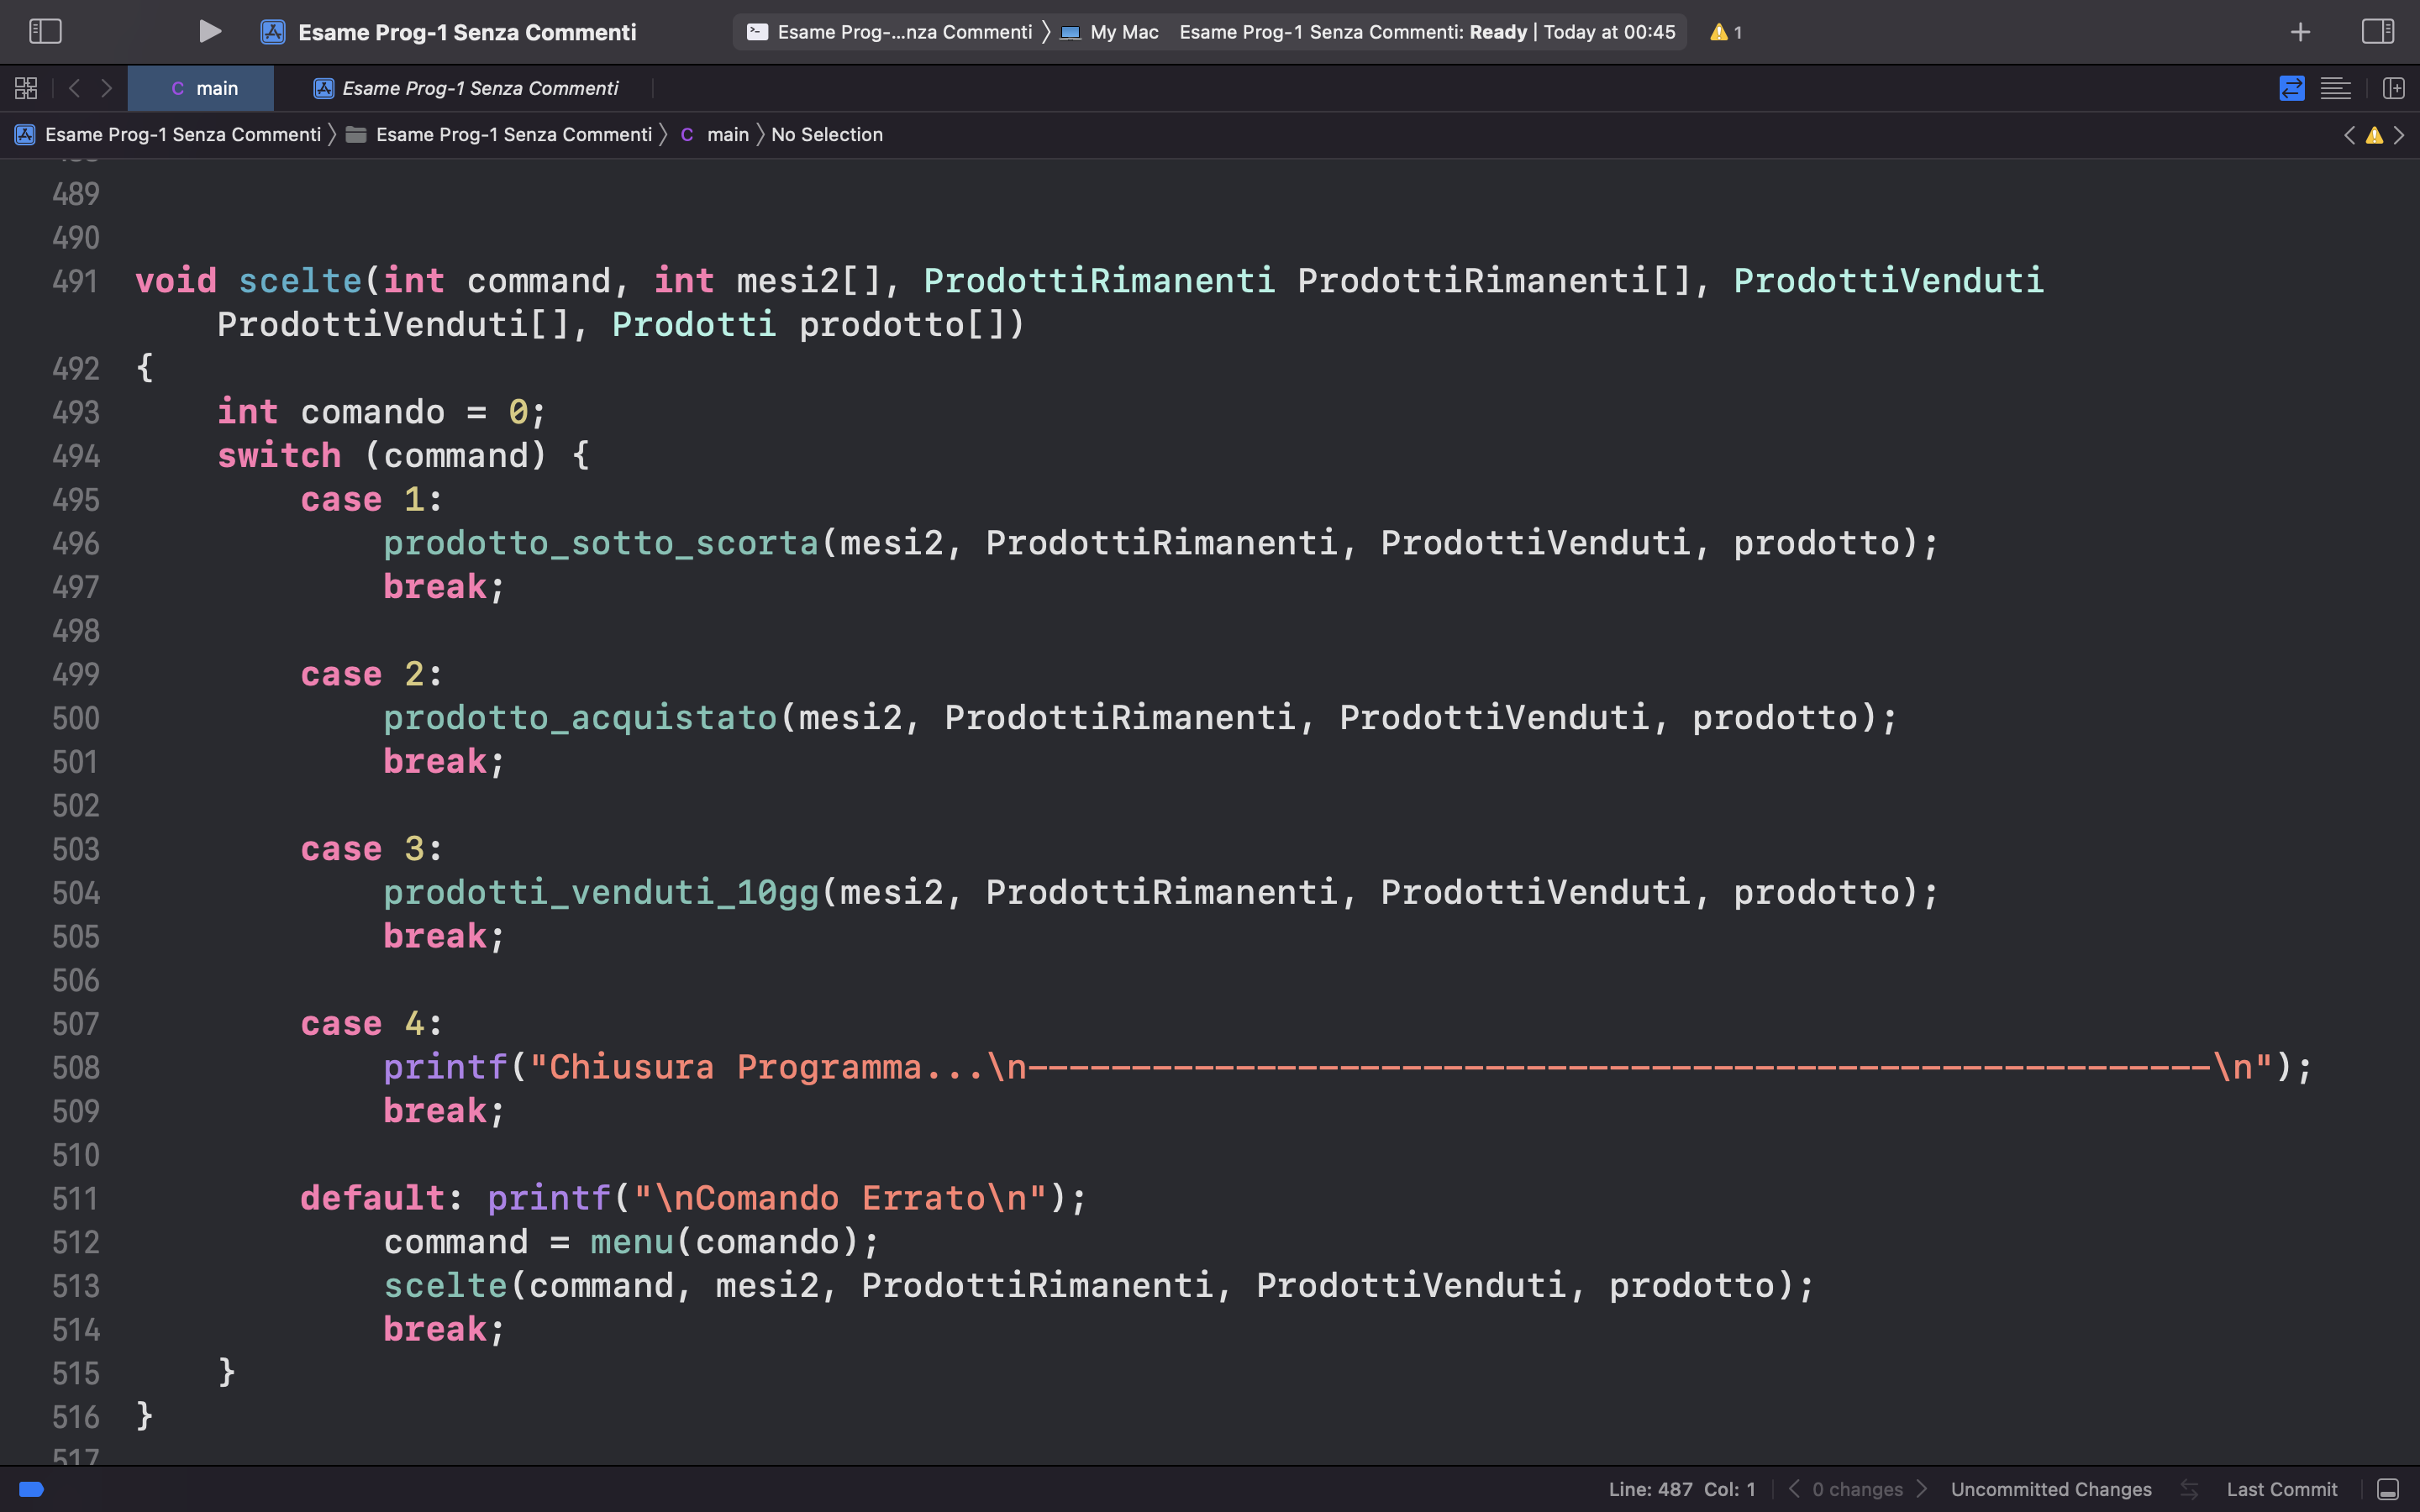 Esame Prog-1 Senza Commenti
Esame Prog-...nza Commenti 〉 My Mac Esame Prog-1 Senza Commenti: Ready | Today at 00:45 1
C main Esame Prog-1 Senza Commenti
Esame Prog-1 Senza Commenti 〉 Esame Prog-1 Senza Commenti 〉 C main 〉 No Selection
489
490
491 void scelte(int command, int mesi2[], ProdottiRimanenti ProdottiRimanenti[], ProdottiVenduti
ProdottiVenduti[], Prodotti prodotto[])
492 {
493 int comando = 0;
494 switch (command) {
495 case 1:
496 prodotto_sotto_scorta(mesi2, ProdottiRimanenti, ProdottiVenduti, prodotto);
497 break;
498
499 case 2:
500 prodotto_acquistato(mesi2, ProdottiRimanenti, ProdottiVenduti, prodotto);
501 break;
502
503 case 3:
504 prodotti_venduti_10gg(mesi2, ProdottiRimanenti, ProdottiVenduti, prodotto);
505 break;
506
507 case 4:
508 printf("Chiusura Programma...\n---------------------------------------------------------\n");
509 break;
510
511 default: printf("\nComando Errato\n");
512 command = menu(comando);
513 scelte(command, mesi2, ProdottiRimanenti, ProdottiVenduti, prodotto);
514 break;
515 }
516 }
517
Line: 487 Col: 1 0 changes Uncommitted Changes Last Commit